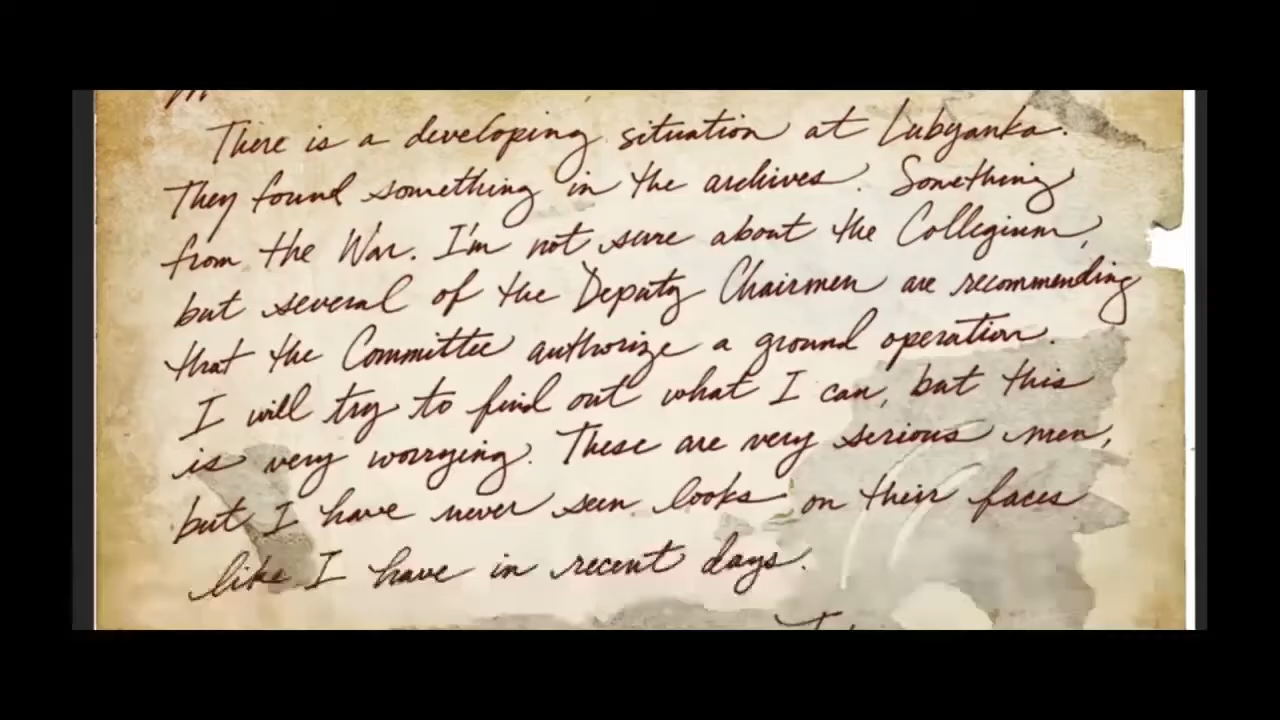 There is a developing situation at Lubyanka.
They found something in the archives. Something
from the War. I'm not sure about the Collegium,
but several of the Deputy Chairmen are recommending
that the Committee authorize a ground operation.
I will try to find out what I can, but this
is very worrying. These are very serious men,
but I have never seen looks on their faces
like I have in recent days.